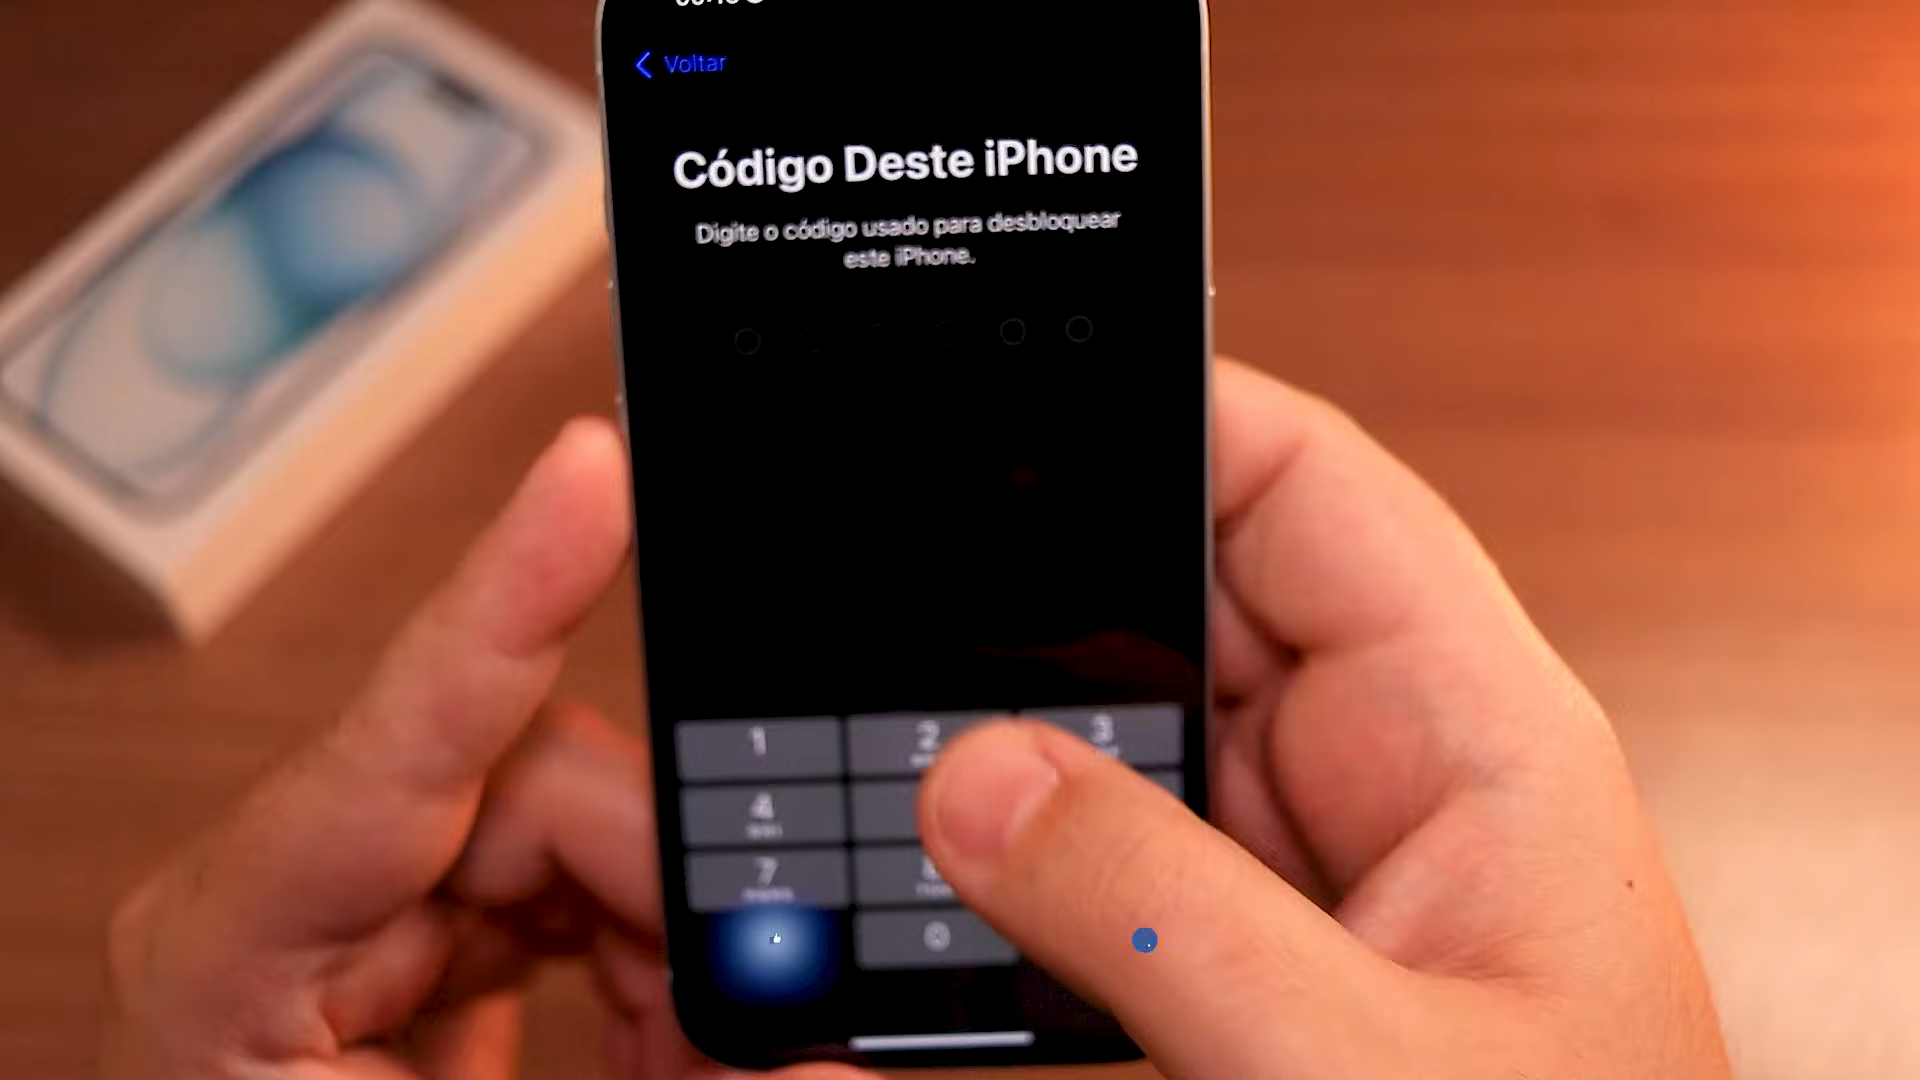 Voltar
Código Deste iPhone
Digite o código usado para desbloquear
este iPhone.
1
2
3
4
7
0